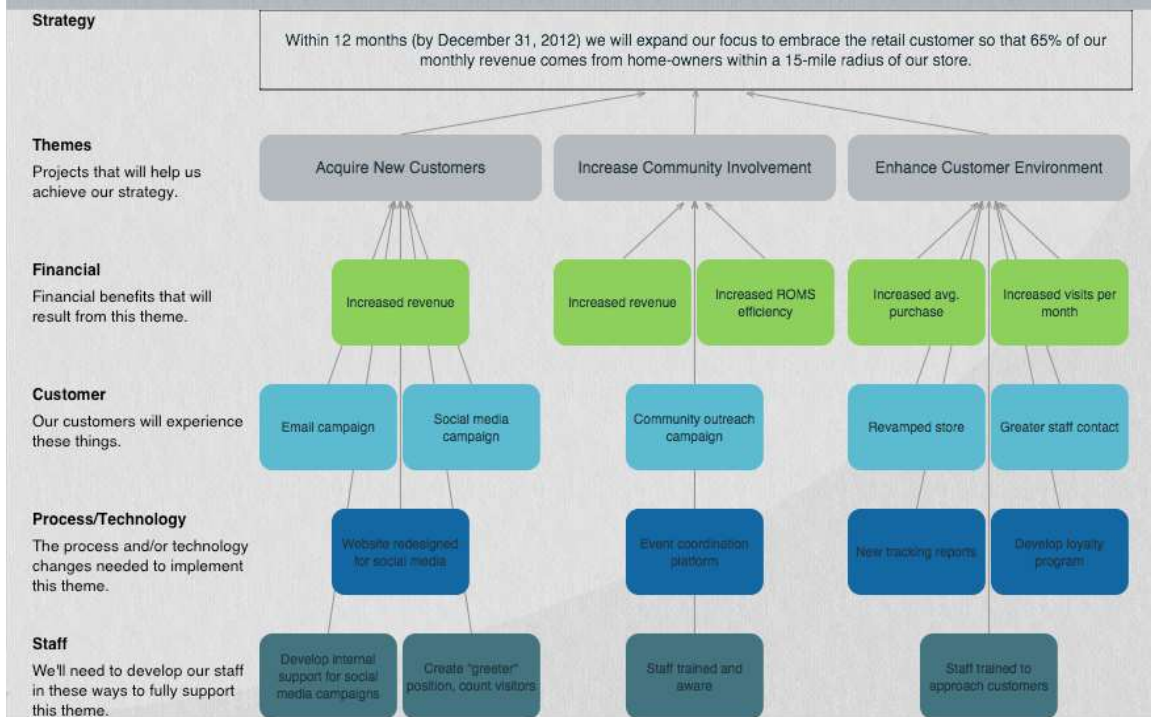 Strategy
Within 12 months (by December 31, 2012) we will expand our focus to embrace the retail customer so that 65% of our
monthly revenue comes from home-owners within a 15-mile radius of our store.
Themes
Projects that will help us
achieve our strategy.
Acquire New Customers
Increase Community Involvement
Enhance Customer Environment
Financial
Financial benefits that will
result from this theme.
Increased revenue
Increased revenue
Increased ROMS
efficiency
Increased avg.
purchase
Increased visits per
month
Customer
Our customers will experience
these things.
Email campaign
Social media
campaign
Community outreach
campaign
Revamped store
Greater staff contact
Process/Technology
The process and/or technology
changes needed to implement
this theme.
Website redesigned
for social media
Event coordination
platform
New tracking reports
Develop loyalty
program
Staff
We'll need to develop our staff
in these ways to fully support
this theme.
Develop internal
support for social
media campaigns
Create "greeter"
position, count visitors
Staff trained and
aware
Staff trained to
approach customers